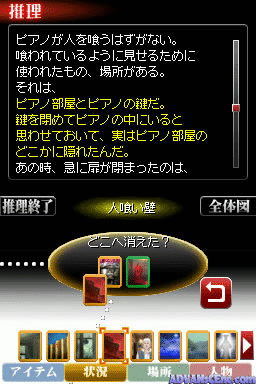 推理
ピアノが人を喰うはずがない。
喰われているように見せるために
使われたもの、場所がある。
それは、
ピアノ部屋とピアノの鍵だ。
鍵を閉めてピアノの中にいると
思わせておいて、実はピアノ部屋の
どこかに隠れたんだ。
あの時、急に扉が閉まったのは、
推理終了
人喰い壁
全体図
どこへ消えた?
アイテム
状況
場所
人物
ADVANsCENE.com